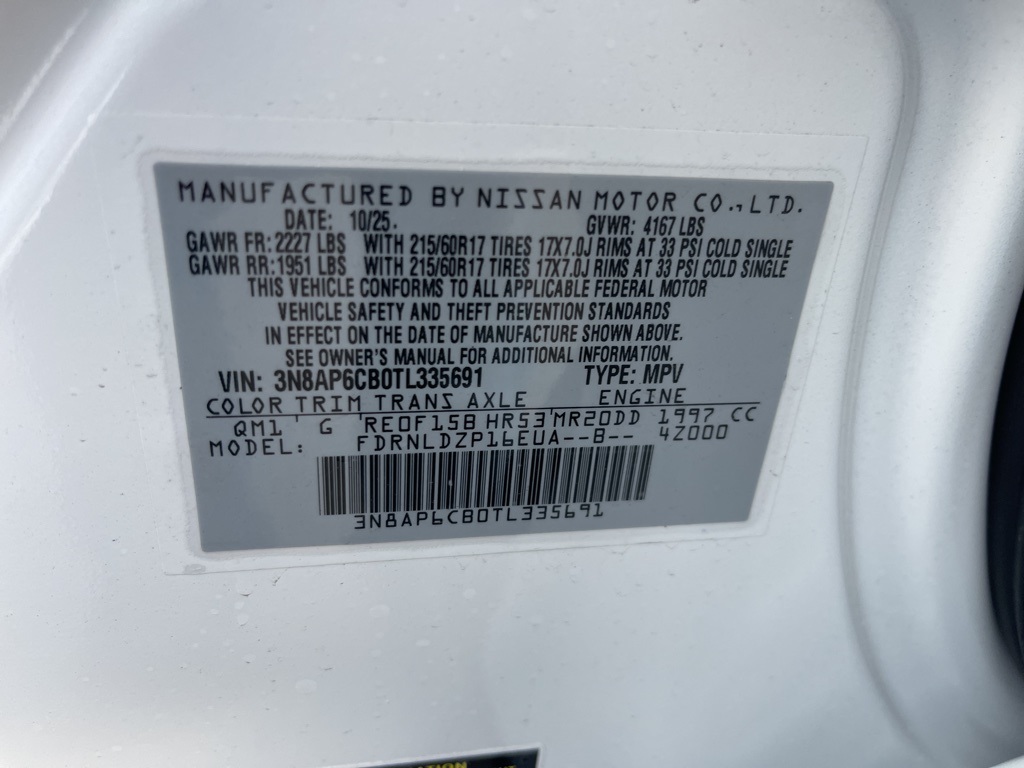 MANUFACTURED BY NISSAN MOTOR CO.,LTD.
DATE: 10/25. GVWR: 4167 LBS
GAWR FR: 2227 LBS WITH 215/60R17 TIRES 17X7.0J RIMS AT 33 PSI COLD SINGLE
GAWR RR: 1951 LBS WITH 215/60R17 TIRES 17X7.0J RIMS AT 33 PSI COLD SINGLE
THIS VEHICLE CONFORMS TO ALL APPLICABLE FEDERAL MOTOR
VEHICLE SAFETY AND THEFT PREVENTION STANDARDS
IN EFFECT ON THE DATE OF MANUFACTURE SHOWN ABOVE.
SEE OWNER'S MANUAL FOR ADDITIONAL INFORMATION.
VIN: 3N8AP6CB0TL335691 TYPE: MPV
COLOR TRIM TRANS AXLE ENGINE
QM1 G RE0F15B HR53 MR20DD 1997 CC
MODEL: FDRNLDZP16EUA--B-- 4Z000
3N8AP6CB0TL335691